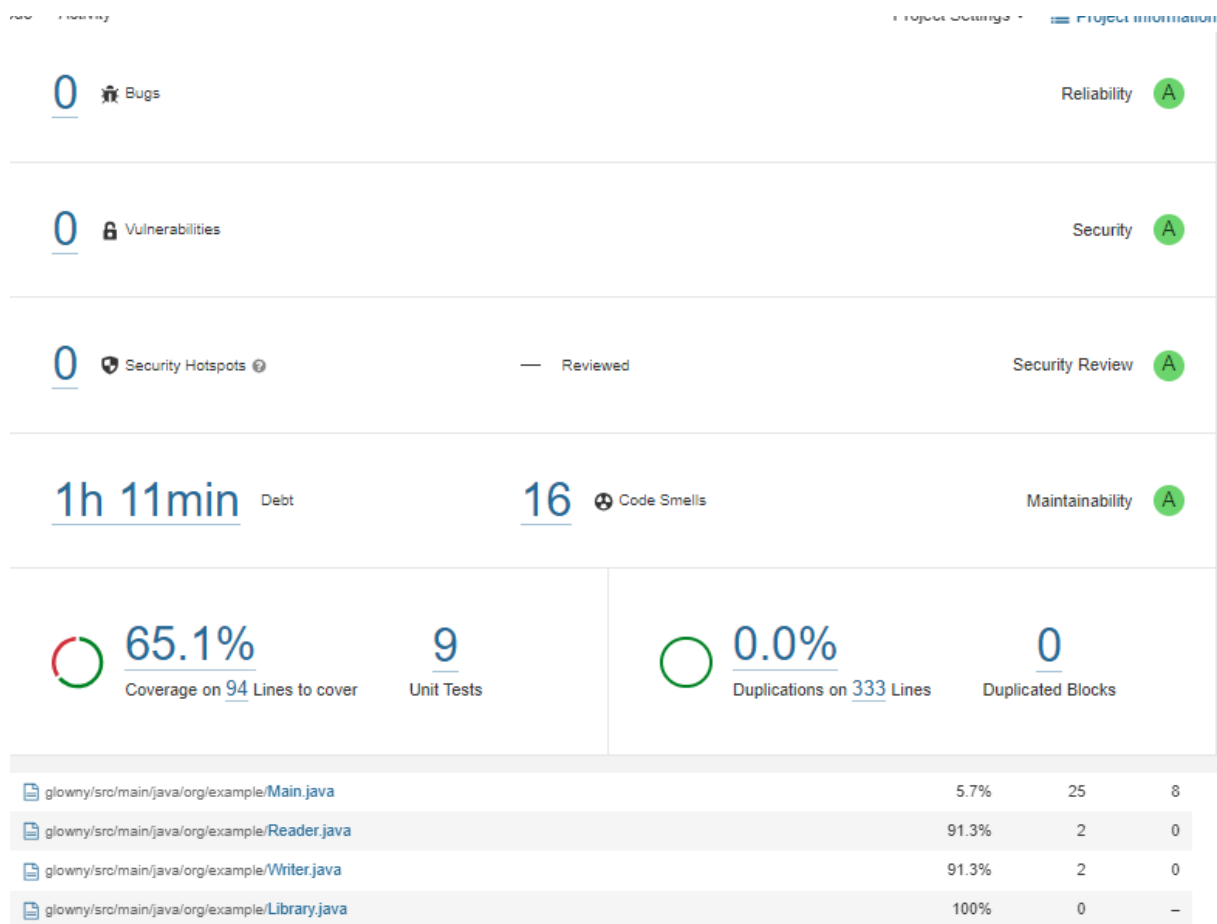 Activity Project Settings Project Information
0 Bugs Reliability A
0 Vulnerabilities Security A
0 Security Hotspots ? — Reviewed Security Review A
1h 11min Debt 16 Code Smells Maintainability A
65.1% 9 0.0% 0
Coverage on 94 Lines to cover Unit Tests Duplications on 333 Lines Duplicated Blocks
glowny/src/main/java/org/example/Main.java 5.7% 25 8
glowny/src/main/java/org/example/Reader.java 91.3% 2 0
glowny/src/main/java/org/example/Writer.java 91.3% 2 0
glowny/src/main/java/org/example/Library.java 100% 0 –